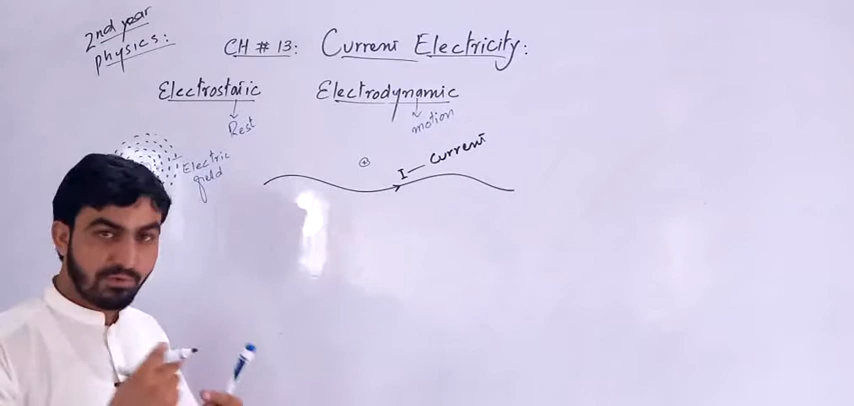 2nd year
physics:
CH # 13: Current Electricity:
Electrostatic Electrodynamic
Rest motion
Electric
field
I — Current